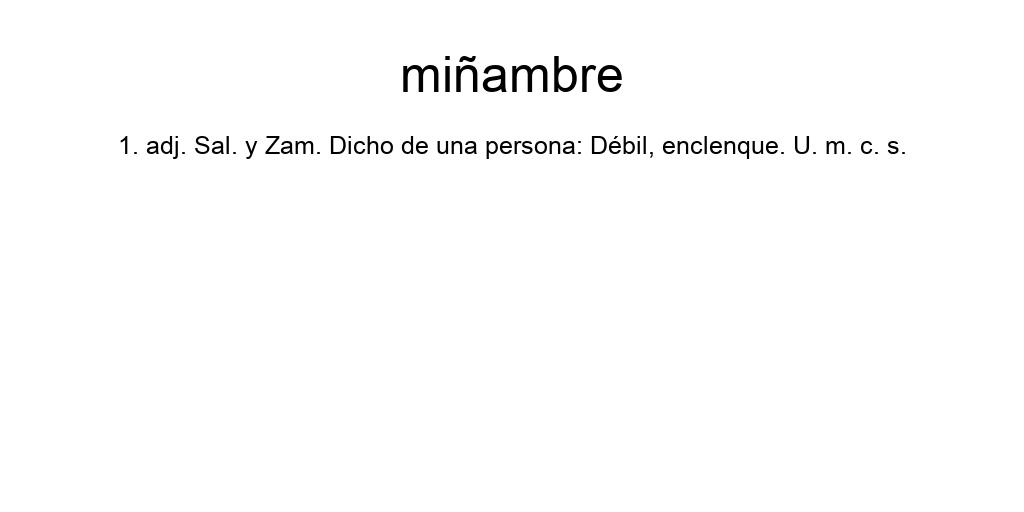 miñambre
1. adj. Sal. y Zam. Dicho de una persona: Débil, enclenque. U. m. c. s.